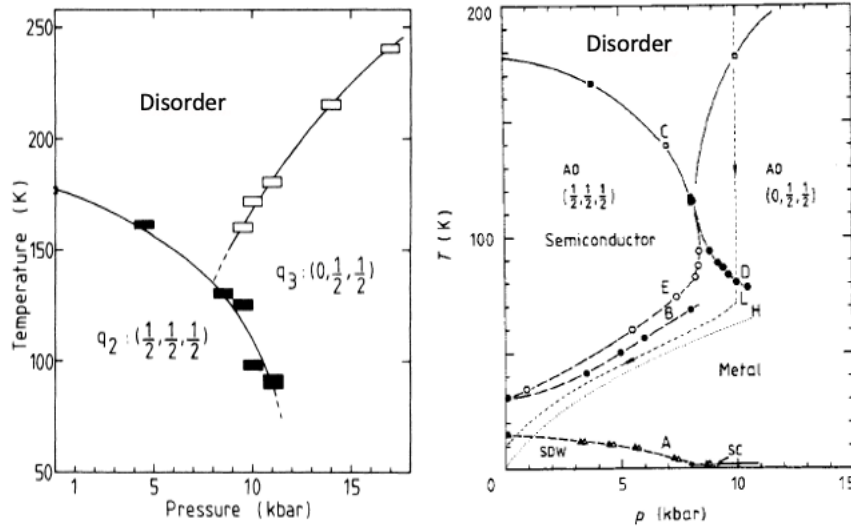 250
200
150
100
50
Temperature (K)
Disorder
q3 : (0, 1/2, 1/2)
q2 : (1/2, 1/2, 1/2)
1
5
10
15
Pressure (kbar)
200
100
0
T (K)
Disorder
C
AO
(1/2, 1/2, 1/2)
Semiconductor
AO
(0, 1/2, 1/2)
E
B
D
L
H
Metal
A
SDW
SC
0
5
10
15
p (kbar)